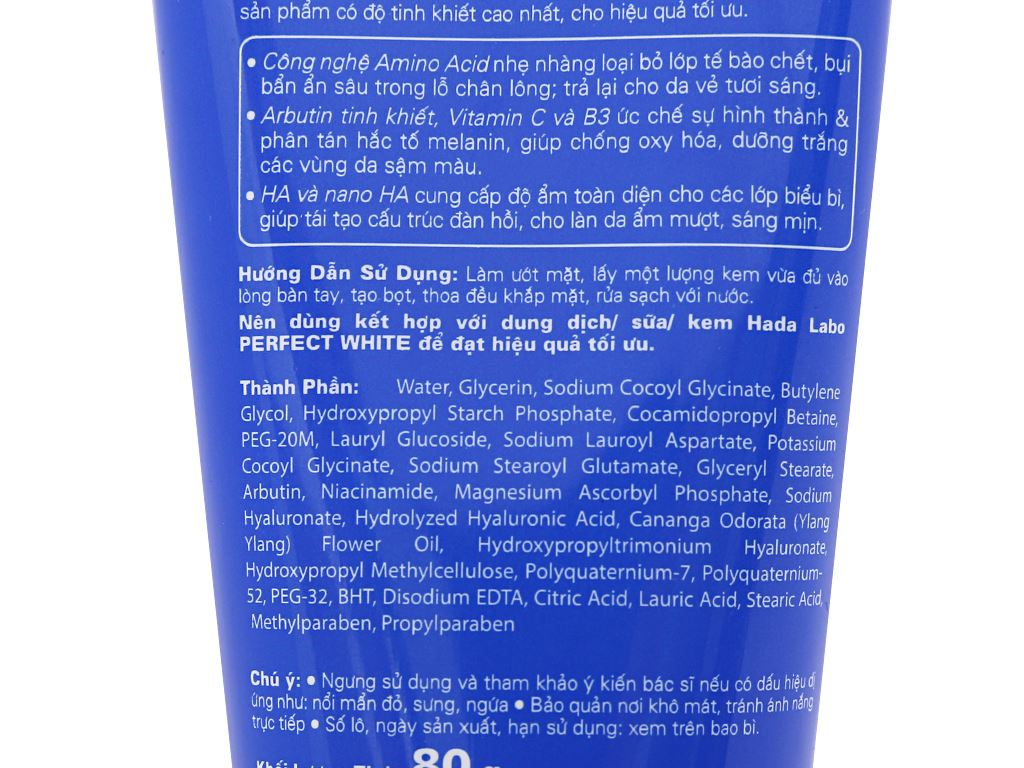 sản phẩm có độ tinh khiết cao nhất, cho hiệu quả tối ưu.
• Công nghệ Amino Acid nhẹ nhàng loại bỏ lớp tế bào chết, bụi
bẩn ẩn sâu trong lỗ chân lông; trả lại cho da vẻ tươi sáng.
• Arbutin tinh khiết, Vitamin C và B3 ức chế sự hình thành &
phân tán hắc tố melanin, giúp chống oxy hóa, dưỡng trắng
các vùng da sậm màu.
• HA và nano HA cung cấp độ ẩm toàn diện cho các lớp biểu bì,
giúp tái tạo cấu trúc đàn hồi, cho làn da ẩm mượt, sáng mịn.
Hướng Dẫn Sử Dụng: Làm ướt mặt, lấy một lượng kem vừa đủ vào
lòng bàn tay, tạo bọt, thoa đều khắp mặt, rửa sạch với nước.
Nên dùng kết hợp với dung dịch/ sữa/ kem Hada Labo
PERFECT WHITE để đạt hiệu quả tối ưu.
Thành Phần: Water, Glycerin, Sodium Cocoyl Glycinate, Butylene
Glycol, Hydroxypropyl Starch Phosphate, Cocamidopropyl Betaine,
PEG-20M, Lauryl Glucoside, Sodium Lauroyl Aspartate, Potassium
Cocoyl Glycinate, Sodium Stearoyl Glutamate, Glyceryl Stearate,
Arbutin, Niacinamide, Magnesium Ascorbyl Phosphate, Sodium
Hyaluronate, Hydrolyzed Hyaluronic Acid, Cananga Odorata (Ylang
Ylang) Flower Oil, Hydroxypropyltrimonium Hyaluronate,
Hydroxypropyl Methylcellulose, Polyquaternium-7, Polyquaternium-
52, PEG-32, BHT, Disodium EDTA, Citric Acid, Lauric Acid, Stearic Acid,
Methylparaben, Propylparaben
Chú ý: • Ngưng sử dụng và tham khảo ý kiến bác sĩ nếu có dấu hiệu dị
ứng như: nổi mẩn đỏ, sưng, ngứa • Bảo quản nơi khô mát, tránh ánh nắng
trực tiếp • Số lô, ngày sản xuất, hạn sử dụng: xem trên bao bì.
80